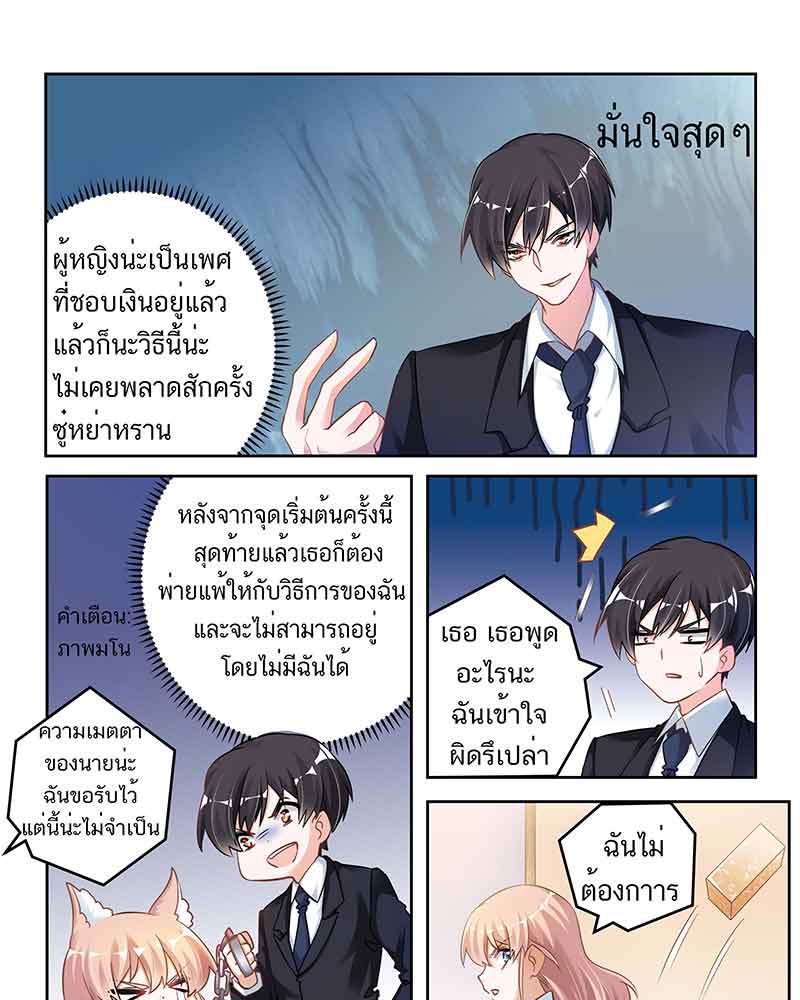 มั่นใจสุดๆ
ผู้หญิงน่ะเป็นเพศ
ที่ชอบเงินอยู่แล้ว
แล้วก็นะวิธีนี้น่ะ
ไม่เคยพลาดสักครั้ง
ซู๋หย่าหราน
หลังจากจุดเริ่มต้นครั้งนี้
สุดท้ายแล้วเธอก็ต้อง
พ่ายแพ้ให้กับวิธีการของฉัน
และจะไม่สามารถอยู่
โดยไม่มีฉันได้
คำเตือน:
ภาพมโน
ความเมตตา
ของนายน่ะ
ฉันขอรับไว้
แต่นี้น่ะไม่จำเป็น
เธอ เธอพูด
อะไรนะ
ฉันเข้าใจ
ผิดรึเปล่า
ฉันไม่
ต้องกาาร